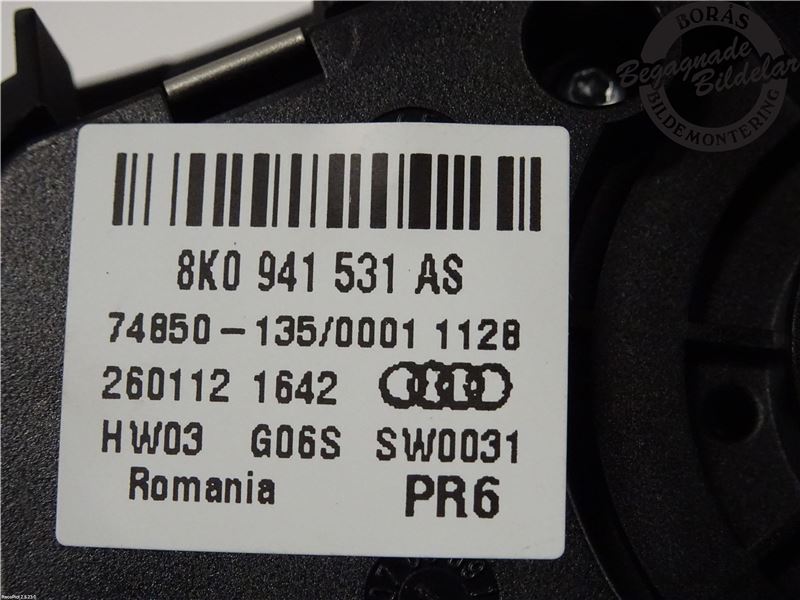 BORÅS
Begagnade
Bildelar
BILDEMONTERING
8K0 941 531 AS
74850-135/0001 1128
260112 1642
HW03 G06S SW0031
Romania PR6